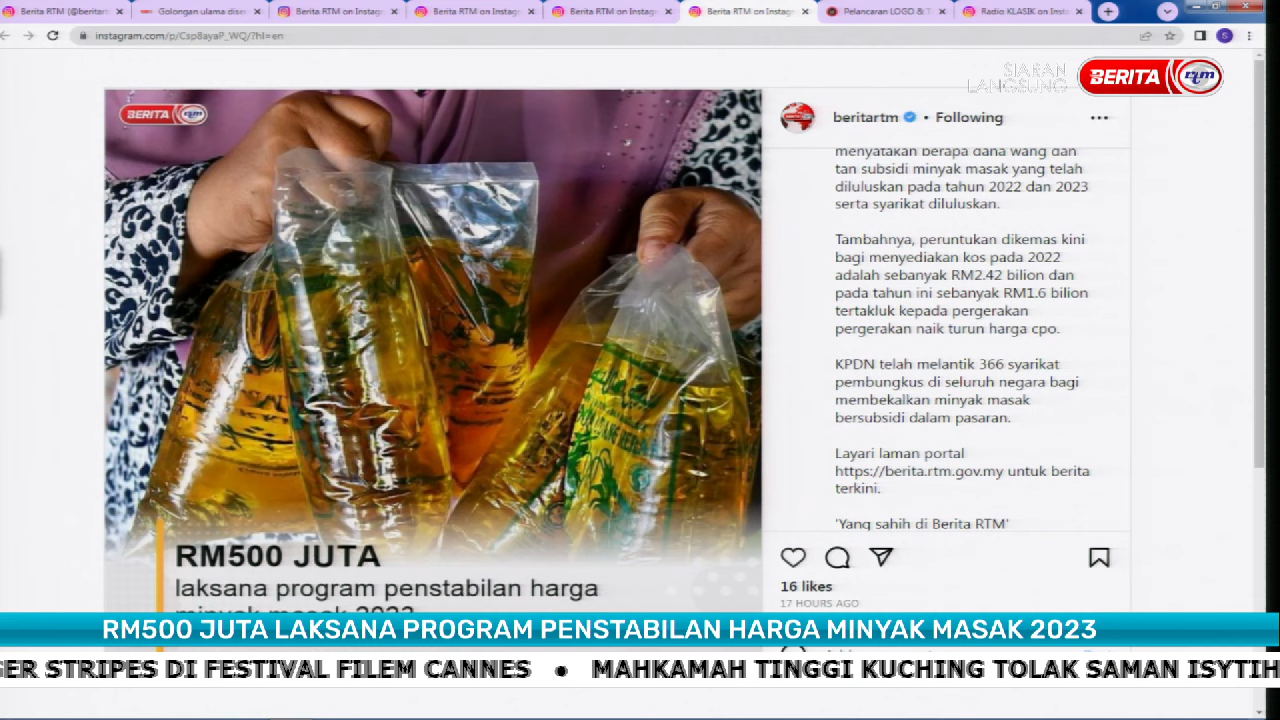 Berita RTM (@beritar
Golongan ulama dise
Berita RTM on Instag
Berita RTM on Instag
Berita RTM on Instag
Berita RTM on Instag
Pelancaran LOGO & T
Radio KLASIK on Inst
instagram.com/p/Csp8ayaP_WQ/?hl=en
S
SIARAN
LANGSUNG
BERITA rtm
BERITA rtm
beritartm • Following
menyatakan berapa dana wang dan
tan subsidi minyak masak yang telah
diluluskan pada tahun 2022 dan 2023
serta syarikat diluluskan.
Tambahnya, peruntukan dikemas kini
bagi menyediakan kos pada 2022
adalah sebanyak RM2.42 bilion dan
pada tahun ini sebanyak RM1.6 bilion
tertakluk kepada pergerakan
pergerakan naik turun harga cpo.
KPDN telah melantik 366 syarikat
pembungkus di seluruh negara bagi
membekalkan minyak masak
bersubsidi dalam pasaran.
Layari laman portal
https://berita.rtm.gov.my untuk berita
terkini.
'Yang sahih di Berita RTM'
16 likes
17 HOURS AGO
RM500 JUTA
laksana program penstabilan harga
minyak masak 2023
RM500 JUTA LAKSANA PROGRAM PENSTABILAN HARGA MINYAK MASAK 2023
GER STRIPES DI FESTIVAL FILEM CANNES • MAHKAMAH TINGGI KUCHING TOLAK SAMAN ISYTIH